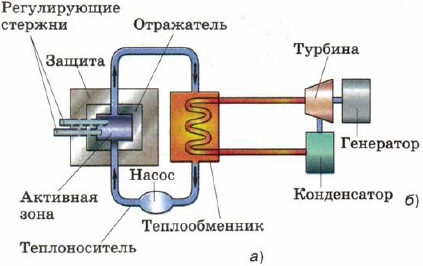 Регулирующие
стержни
Отражатель
Защита
Турбина
Генератор
Насос
Активная
зона
Конденсатор
б)
Теплообменник
Теплоноситель
а)